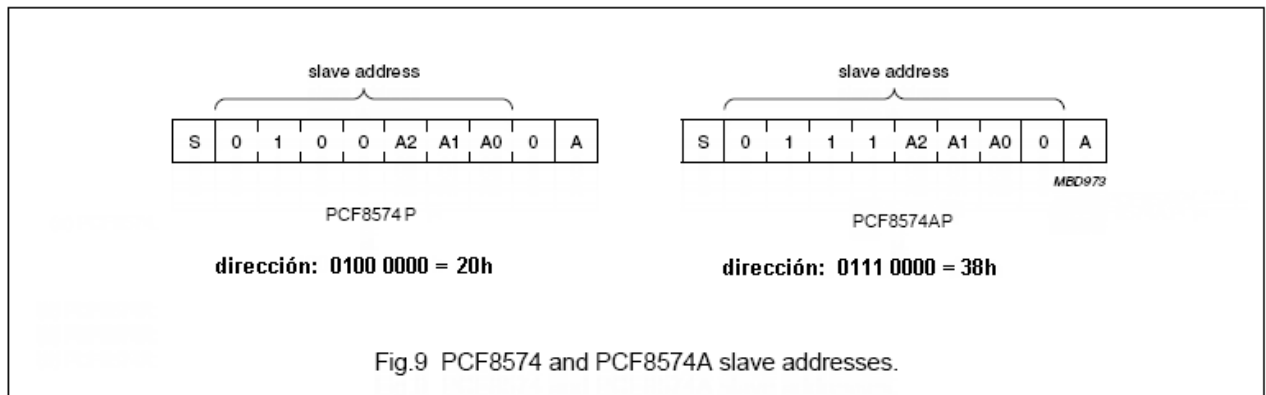 slave address
slave address
S 0 1 0 0 A2 A1 A0 0 A
S 0 1 1 1 A2 A1 A0 0 A
MBD973
PCF8574P
PCF8574AP
dirección: 0100 0000 = 20h
dirección: 0111 0000 = 38h
Fig.9 PCF8574 and PCF8574A slave addresses.